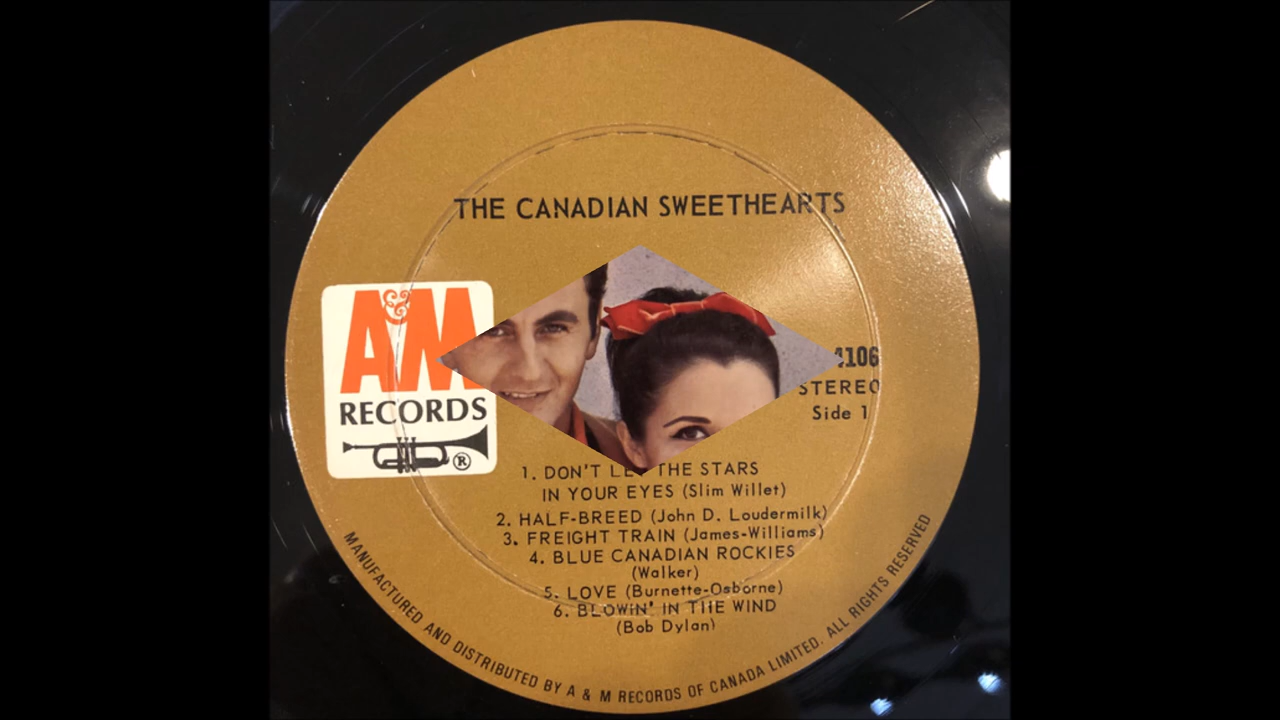 THE CANADIAN SWEETHEARTS
A&M
RECORDS
®
4106
STEREO
Side 1
1. DON'T LET THE STARS
IN YOUR EYES (Slim Willet)
2. HALF-BREED (John D. Loudermilk)
3. FREIGHT TRAIN (James-Williams)
4. BLUE CANADIAN ROCKIES
(Walker)
5. LOVE (Burnette-Osborne)
6. BLOWIN' IN THE WIND
(Bob Dylan)
MANUFACTURED AND DISTRIBUTED BY A & M RECORDS OF CANADA LIMITED. ALL RIGHTS RESERVED